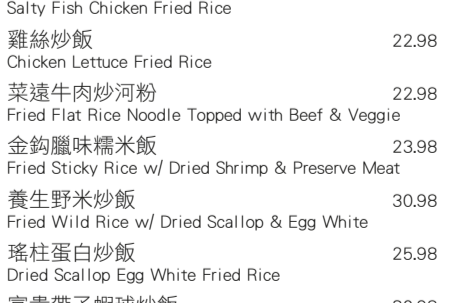 Salty Fish Chicken Fried Rice
雞絲炒飯 22.98
Chicken Lettuce Fried Rice
菜遠牛肉炒河粉 22.98
Fried Flat Rice Noodle Topped with Beef & Veggie
金鈎臘味糯米飯 23.98
Fried Sticky Rice w/ Dried Shrimp & Preserve Meat
養生野米炒飯 30.98
Fried Wild Rice w/ Dried Scallop & Egg White
瑤柱蛋白炒飯 25.98
Dried Scallop Egg White Fried Rice